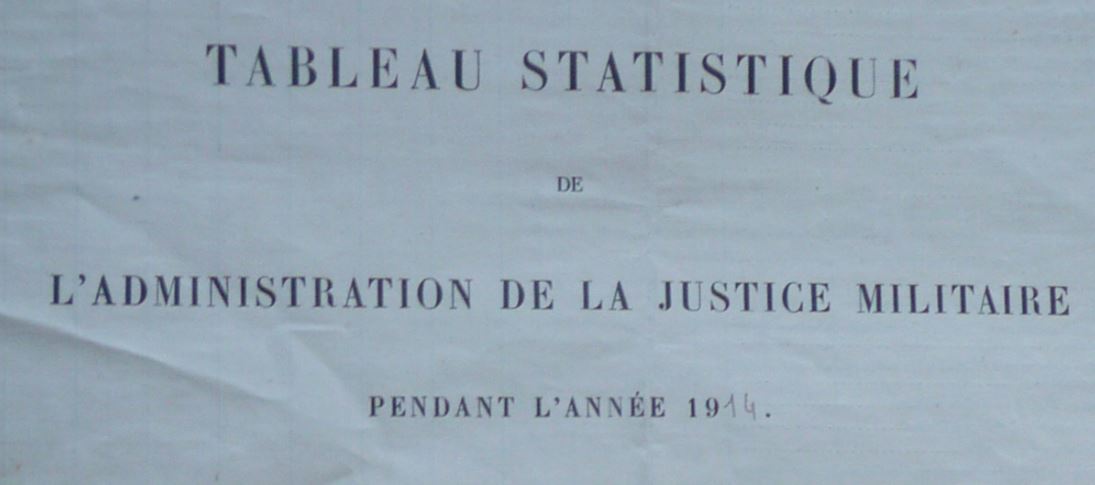 TABLEAU STATISTIQUE
DE
L'ADMINISTRATION DE LA JUSTICE MILITAIRE
PENDANT L'ANNÉE 1914.